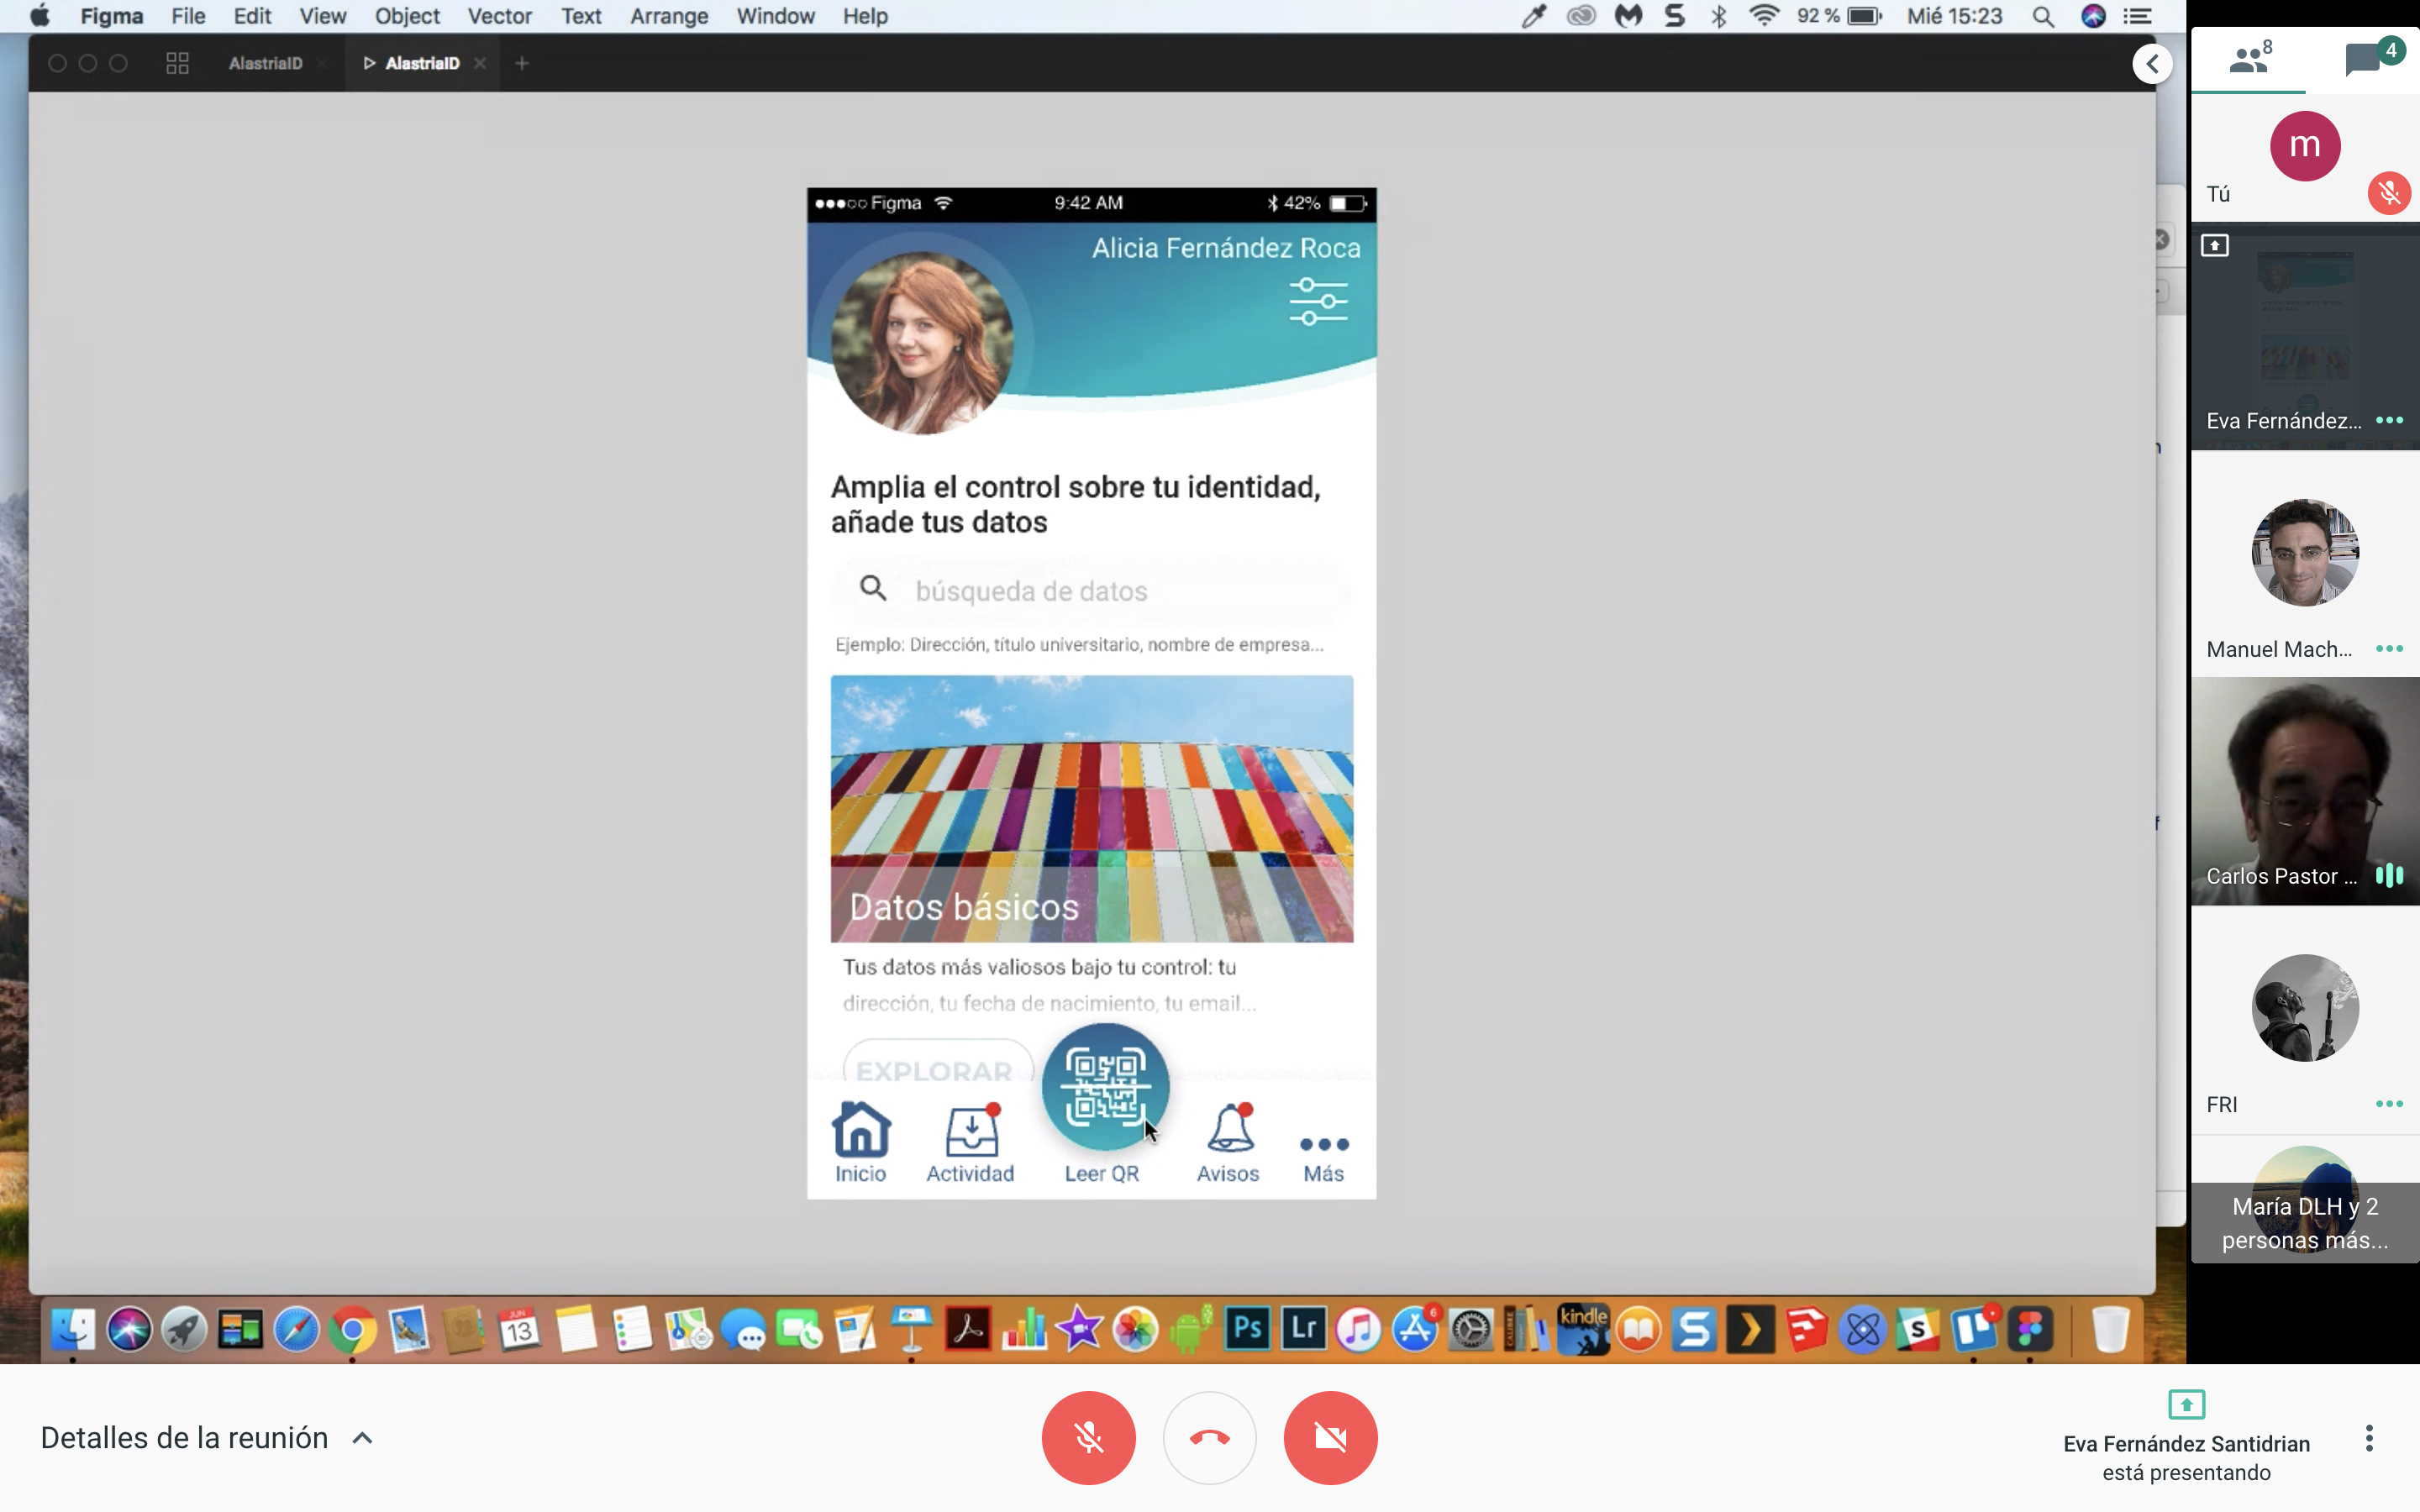 Figma File Edit View Object Vector Text Arrange Window Help 92 % Mié 15:23
AlastriaID AlastriaID
8 4
m
Tú
Figma 9:42 AM 42%
Alicia Fernández Roca
Amplia el control sobre tu identidad,
añade tus datos
búsqueda de datos
Ejemplo: Dirección, título universitario, nombre de empresa...
Datos básicos
Tus datos más valiosos bajo tu control: tu
dirección, tu fecha de nacimiento, tu email...
EXPLORAR
Inicio Actividad Leer QR Avisos Más
Eva Fernández...
Manuel Mach...
Carlos Pastor ...
FRI
María DLH y 2
personas más...
JUN
13
Ps Lr
6
CALIBRE
kindle
S
S
Detalles de la reunión
Eva Fernández Santidrian
está presentando